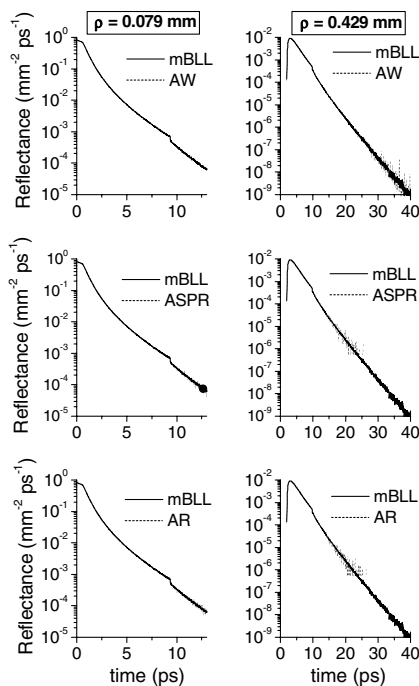 ρ = 0.079 mm
ρ = 0.429 mm
Reflectance (mm⁻² ps⁻¹)
10⁰
10⁻¹
10⁻²
10⁻³
10⁻⁴
10⁻⁵
mBLL
AW
0 5 10
10⁻²
10⁻³
10⁻⁴
10⁻⁵
10⁻⁶
10⁻⁷
10⁻⁸
10⁻⁹
mBLL
AW
0 10 20 30 40
Reflectance (mm⁻² ps⁻¹)
10⁰
10⁻¹
10⁻²
10⁻³
10⁻⁴
10⁻⁵
mBLL
ASPR
0 5 10
10⁻²
10⁻³
10⁻⁴
10⁻⁵
10⁻⁶
10⁻⁷
10⁻⁸
10⁻⁹
mBLL
ASPR
0 10 20 30 40
Reflectance (mm⁻² ps⁻¹)
10⁰
10⁻¹
10⁻²
10⁻³
10⁻⁴
10⁻⁵
mBLL
AR
0 5 10
time (ps)
10⁻²
10⁻³
10⁻⁴
10⁻⁵
10⁻⁶
10⁻⁷
10⁻⁸
10⁻⁹
mBLL
AR
0 10 20 30 40
time (ps)